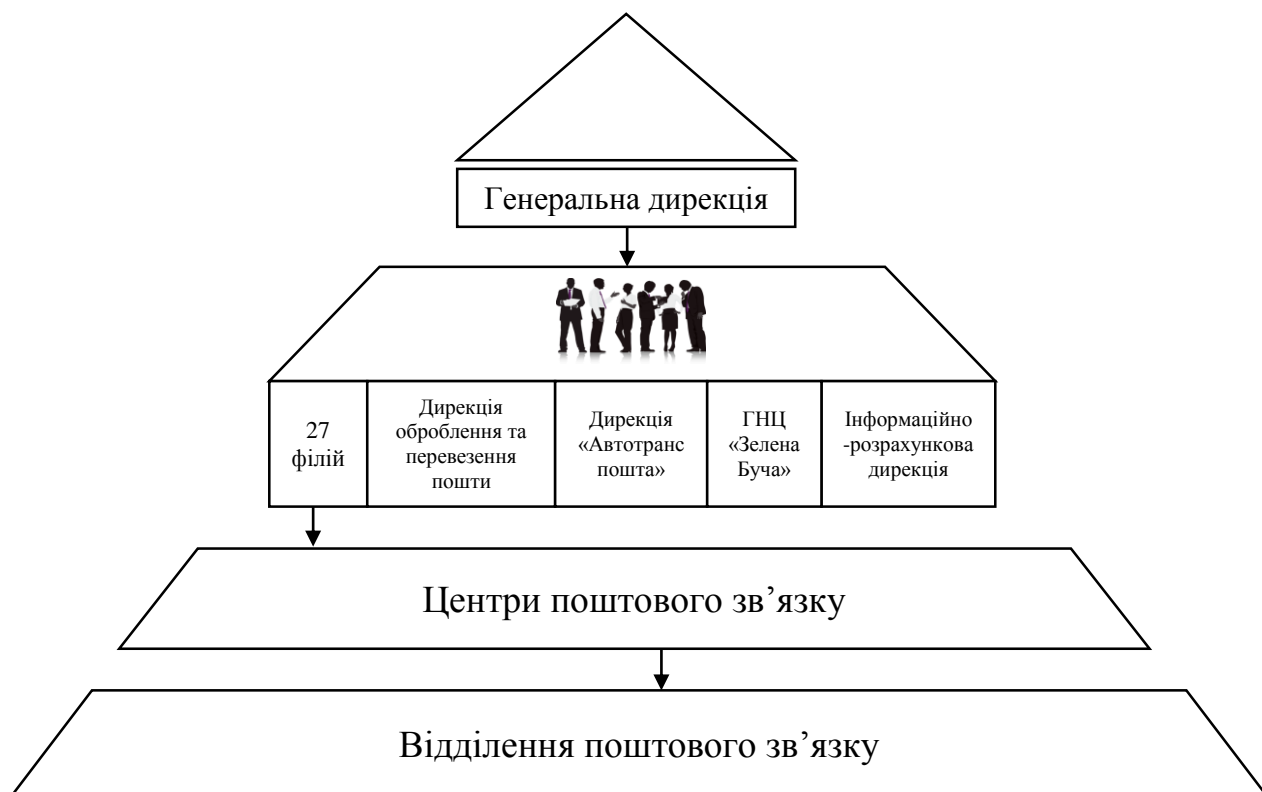 Генеральна дирекція
27
філій
Дирекція
оброблення та
перевезення
пошти
Дирекція
«Автотранс
пошта»
ГНЦ
«Зелена
Буча»
Інформаційно
-розрахункова
дирекція
Центри поштового зв’язку
Відділення поштового зв’язку